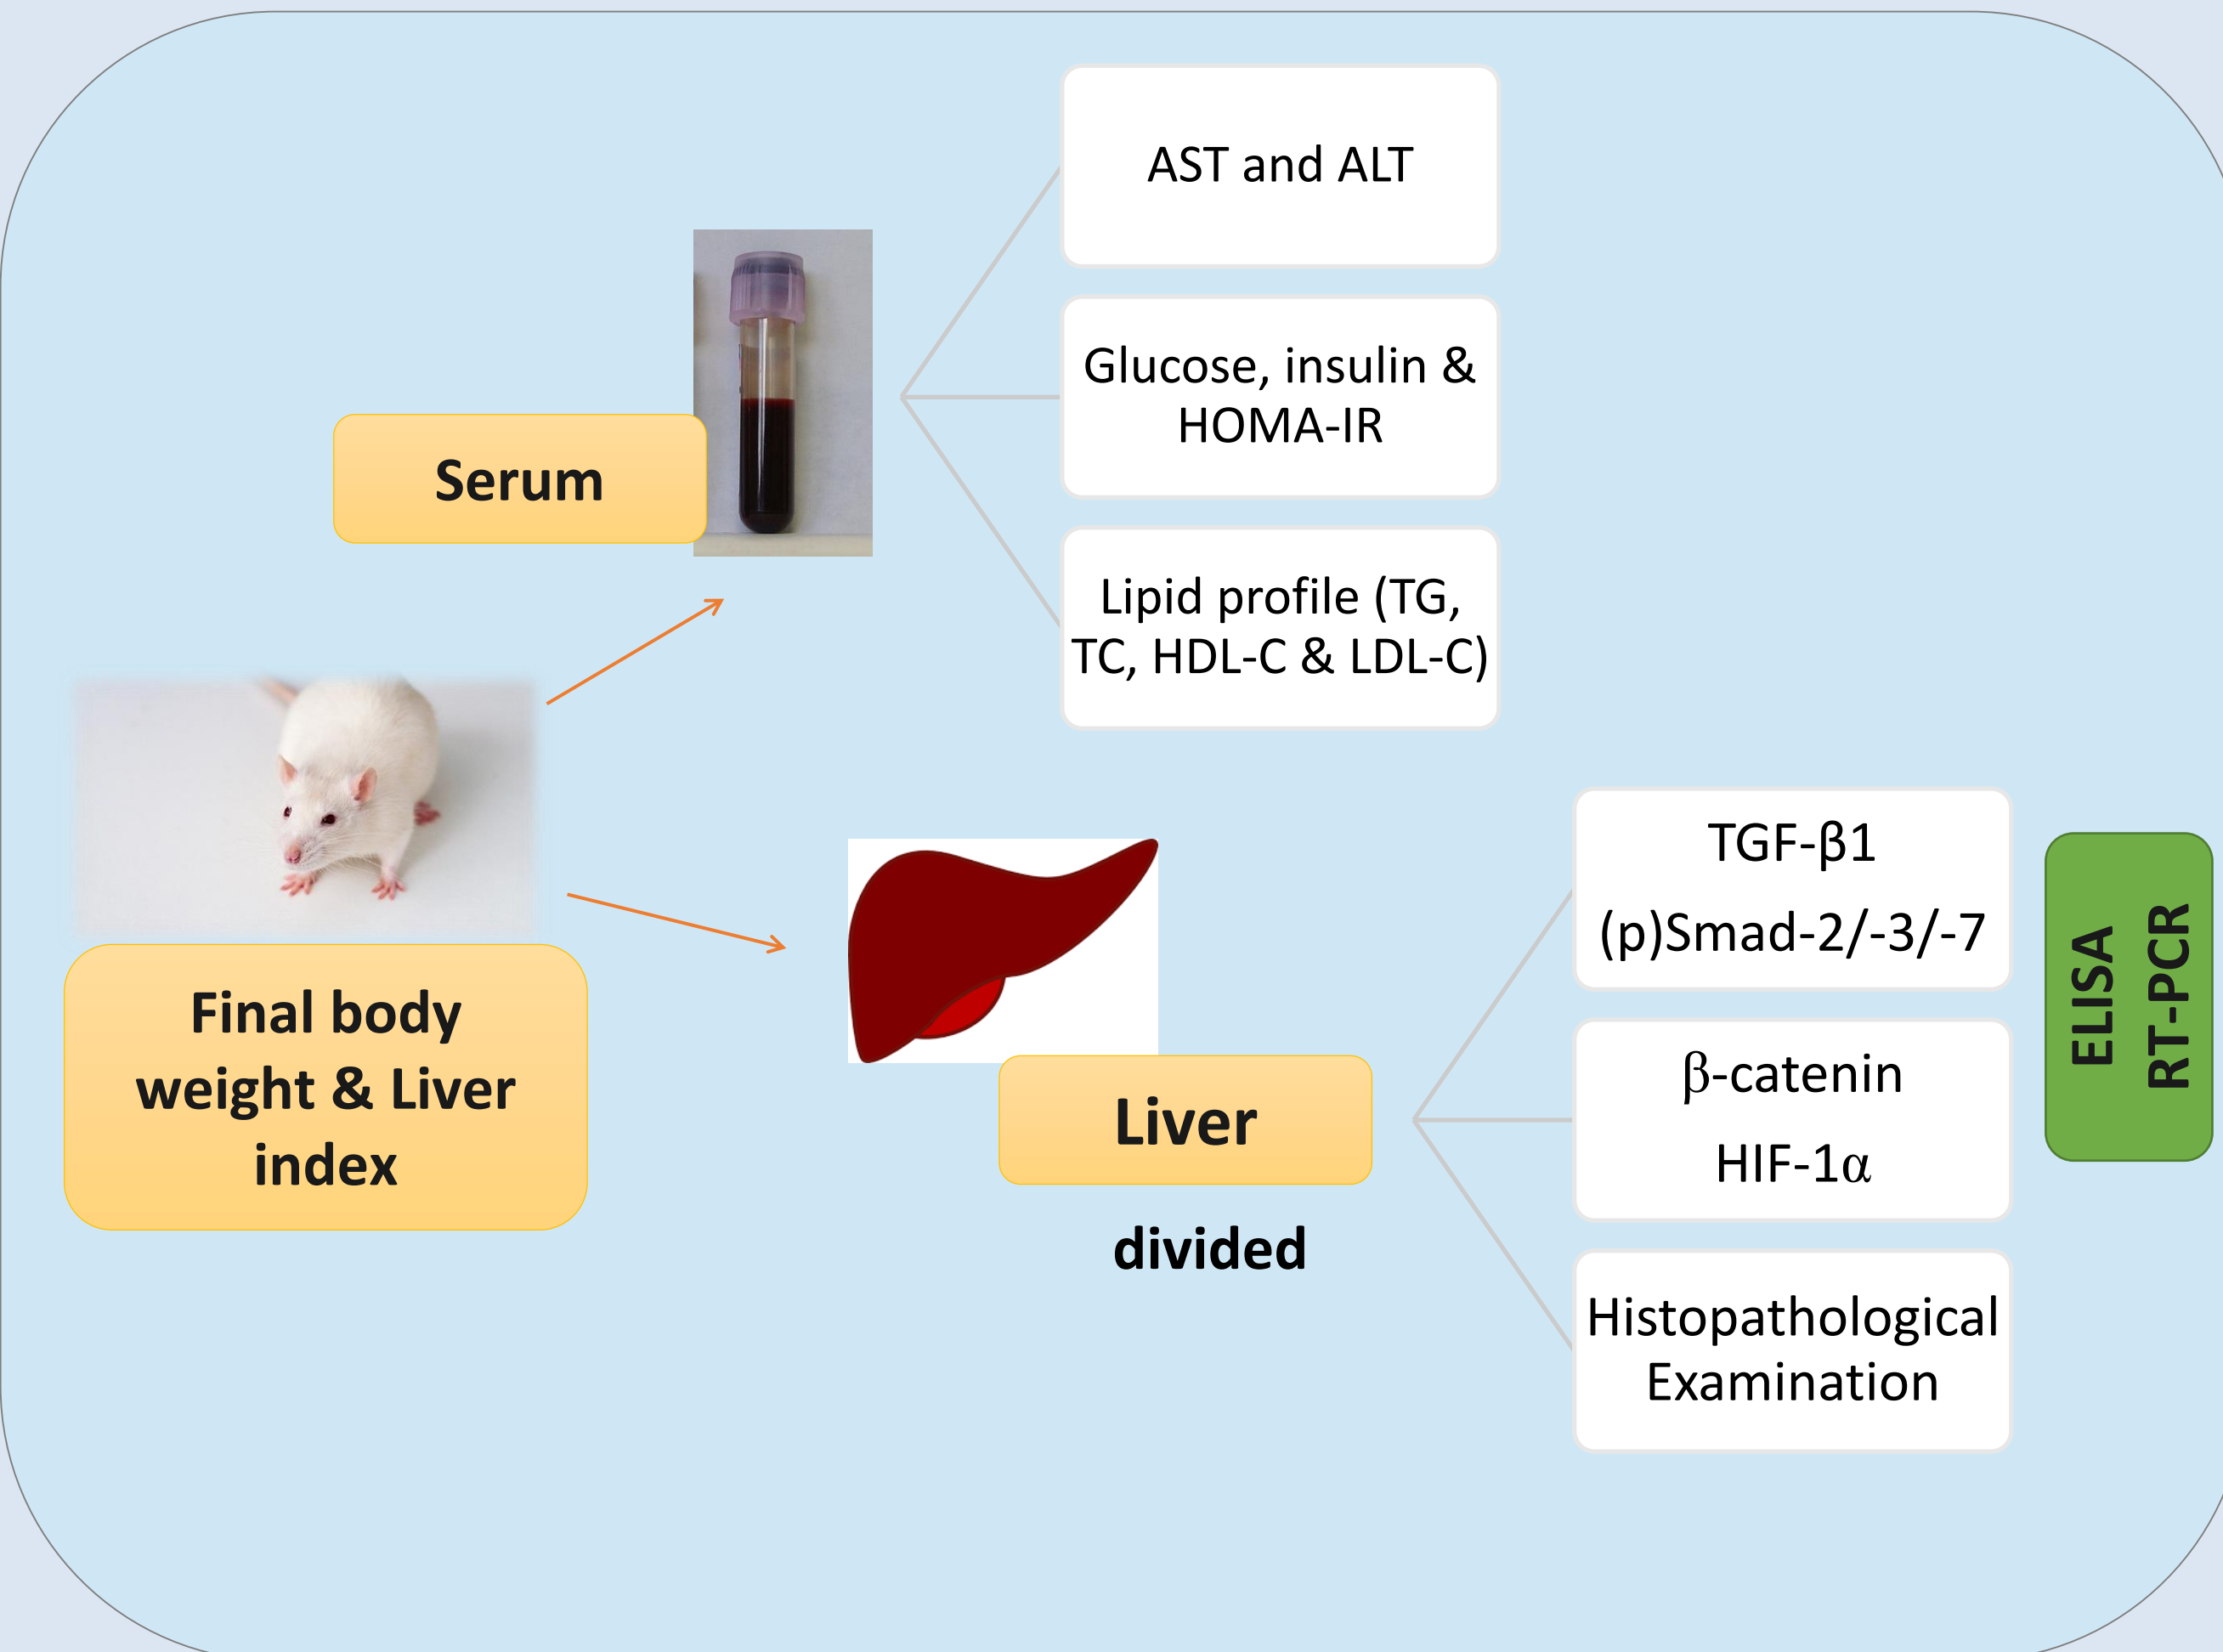 AST and ALT
Glucose, insulin &
HOMA-IR
Serum
Lipid profile (TG,
TC, HDL-C & LDL-C)
Final body
weight & Liver
index
Liver
divided
TGF-β1
(p)Smad-2/-3/-7
β-catenin
HIF-1α
Histopathological
Examination
ELISA
RT-PCR